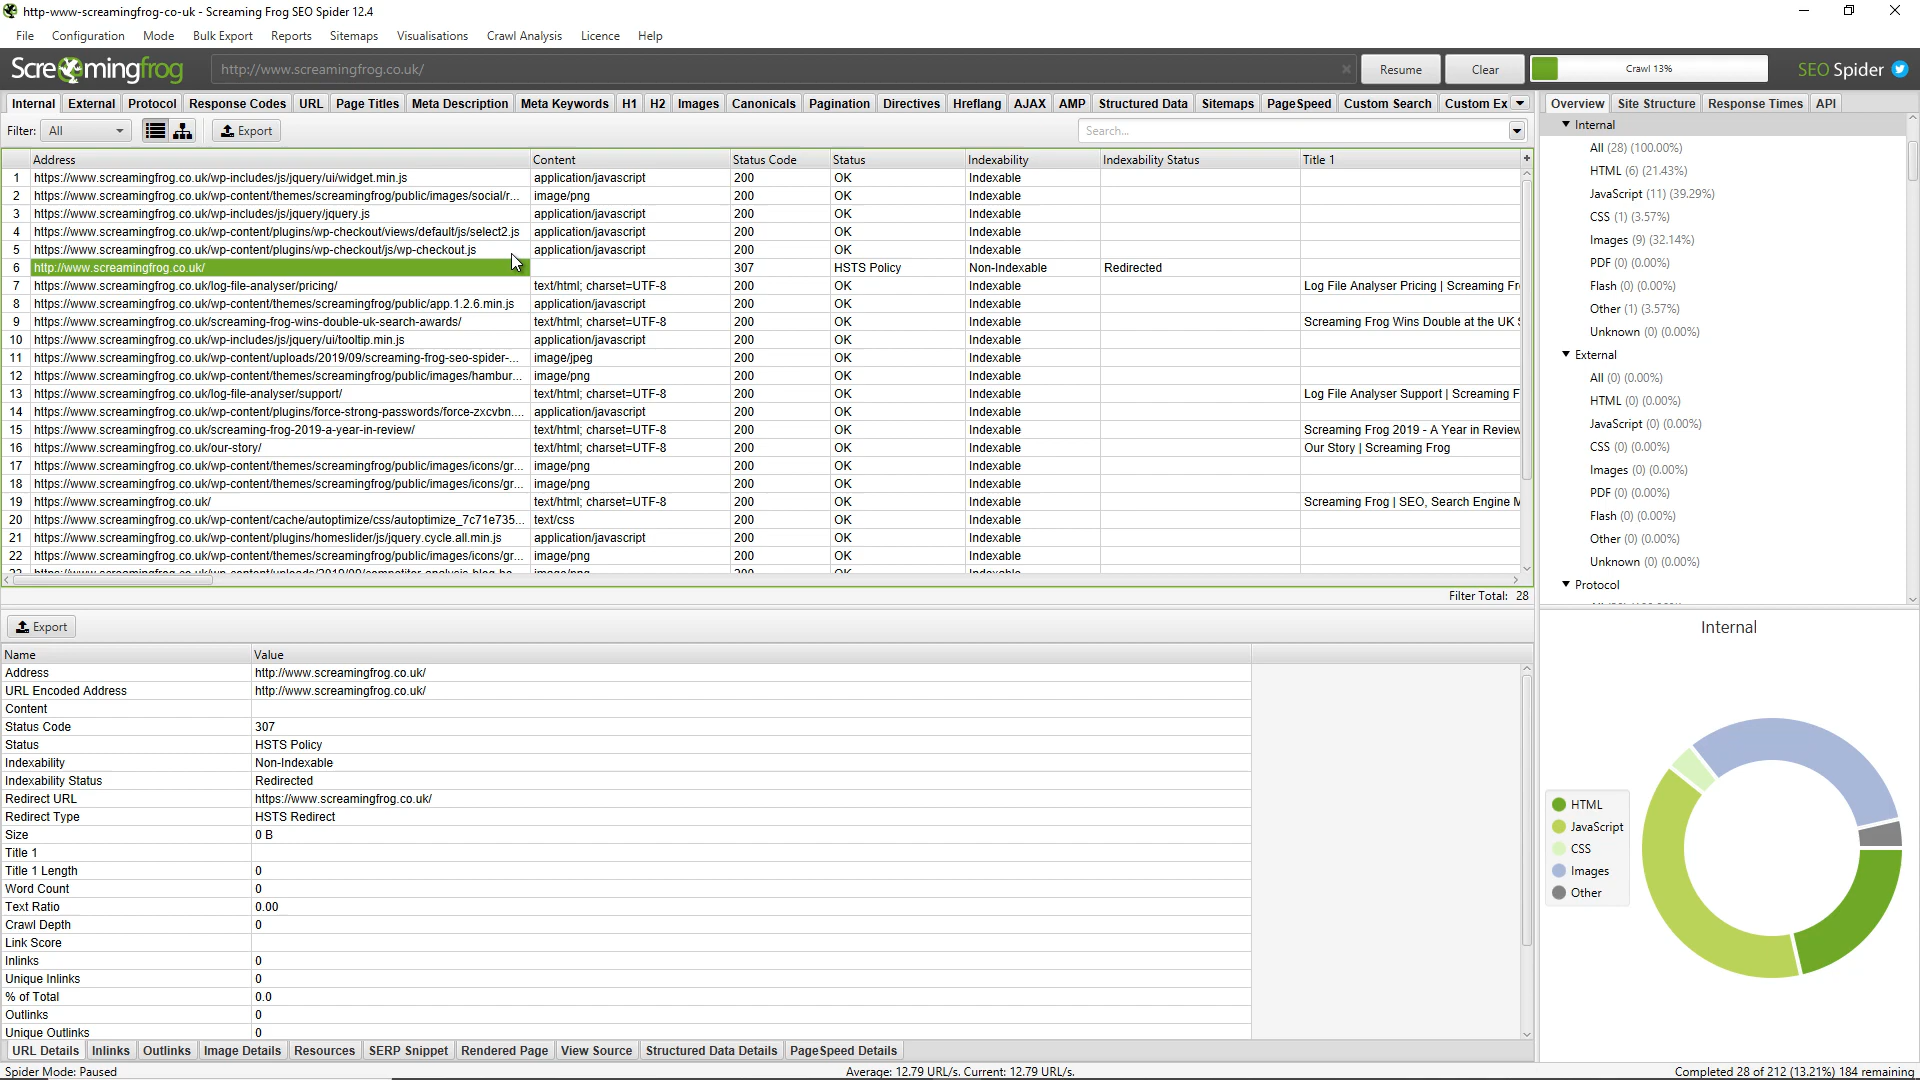 http-www-screamingfrog-co-uk - Screaming Frog SEO Spider 12.4
File Configuration Mode Bulk Export Reports Sitemaps Visualisations Crawl Analysis Licence Help
Screamingfrog http://www.screamingfrog.co.uk/ Resume Clear Crawl 13% SEO Spider
Internal External Protocol Response Codes URL Page Titles Meta Description Meta Keywords H1 H2 Images Canonicals Pagination Directives Hreflang AJAX AMP Structured Data Sitemaps PageSpeed Custom Search Custom Ex
Filter: All Export Search...
Address Content Status Code Status Indexability Indexability Status Title 1
1 https://www.screamingfrog.co.uk/wp-includes/js/jquery/ui/widget.min.js application/javascript 200 OK Indexable
2 https://www.screamingfrog.co.uk/wp-content/themes/screamingfrog/public/images/social/r... image/png 200 OK Indexable
3 https://www.screamingfrog.co.uk/wp-includes/js/jquery/jquery.js application/javascript 200 OK Indexable
4 https://www.screamingfrog.co.uk/wp-content/plugins/wp-checkout/views/default/js/select2.js application/javascript 200 OK Indexable
5 https://www.screamingfrog.co.uk/wp-content/plugins/wp-checkout/js/wp-checkout.js application/javascript 200 OK Indexable
6 http://www.screamingfrog.co.uk/ 307 HSTS Policy Non-Indexable Redirected
7 https://www.screamingfrog.co.uk/log-file-analyser/pricing/ text/html; charset=UTF-8 200 OK Indexable Log File Analyser Pricing | Screaming Fr
8 https://www.screamingfrog.co.uk/wp-content/themes/screamingfrog/public/app.1.2.6.min.js application/javascript 200 OK Indexable
9 https://www.screamingfrog.co.uk/screaming-frog-wins-double-uk-search-awards/ text/html; charset=UTF-8 200 OK Indexable Screaming Frog Wins Double at the UK S
10 https://www.screamingfrog.co.uk/wp-includes/js/jquery/ui/tooltip.min.js application/javascript 200 OK Indexable
11 https://www.screamingfrog.co.uk/wp-content/uploads/2019/09/screaming-frog-seo-spider-... image/jpeg 200 OK Indexable
12 https://www.screamingfrog.co.uk/wp-content/themes/screamingfrog/public/images/hambur... image/png 200 OK Indexable
13 https://www.screamingfrog.co.uk/log-file-analyser/support/ text/html; charset=UTF-8 200 OK Indexable Log File Analyser Support | Screaming F
14 https://www.screamingfrog.co.uk/wp-content/plugins/force-strong-passwords/force-zxcvbn.... application/javascript 200 OK Indexable
15 https://www.screamingfrog.co.uk/screaming-frog-2019-a-year-in-review/ text/html; charset=UTF-8 200 OK Indexable Screaming Frog 2019 - A Year in Review
16 https://www.screamingfrog.co.uk/our-story/ text/html; charset=UTF-8 200 OK Indexable Our Story | Screaming Frog
17 https://www.screamingfrog.co.uk/wp-content/themes/screamingfrog/public/images/icons/gr... image/png 200 OK Indexable
18 https://www.screamingfrog.co.uk/wp-content/themes/screamingfrog/public/images/icons/gr... image/png 200 OK Indexable
19 https://www.screamingfrog.co.uk/ text/html; charset=UTF-8 200 OK Indexable Screaming Frog | SEO, Search Engine M
20 https://www.screamingfrog.co.uk/wp-content/cache/autoptimize/css/autoptimize_7c71e735... text/css 200 OK Indexable
21 https://www.screamingfrog.co.uk/wp-content/plugins/homeslider/js/jquery.cycle.all.min.js application/javascript 200 OK Indexable
22 https://www.screamingfrog.co.uk/wp-content/themes/screamingfrog/public/images/icons/gr... image/png 200 OK Indexable
Filter Total: 28
Export
Name Value
Address http://www.screamingfrog.co.uk/
URL Encoded Address http://www.screamingfrog.co.uk/
Content
Status Code 307
Status HSTS Policy
Indexability Non-Indexable
Indexability Status Redirected
Redirect URL https://www.screamingfrog.co.uk/
Redirect Type HSTS Redirect
Size 0 B
Title 1
Title 1 Length 0
Word Count 0
Text Ratio 0.00
Crawl Depth 0
Link Score
Inlinks 0
Unique Inlinks 0
% of Total 0.0
Outlinks 0
Unique Outlinks 0
URL Details Inlinks Outlinks Image Details Resources SERP Snippet Rendered Page View Source Structured Data Details PageSpeed Details
Overview Site Structure Response Times API
Internal
All (28) (100.00%)
HTML (6) (21.43%)
JavaScript (11) (39.29%)
CSS (1) (3.57%)
Images (9) (32.14%)
PDF (0) (0.00%)
Flash (0) (0.00%)
Other (1) (3.57%)
Unknown (0) (0.00%)
External
All (0) (0.00%)
HTML (0) (0.00%)
JavaScript (0) (0.00%)
CSS (0) (0.00%)
Images (0) (0.00%)
PDF (0) (0.00%)
Flash (0) (0.00%)
Other (0) (0.00%)
Unknown (0) (0.00%)
Protocol
Internal
HTML
JavaScript
CSS
Images
Other
Spider Mode: Paused Average: 12.79 URL/s. Current: 12.79 URL/s. Completed 28 of 212 (13.21%) 184 remaining